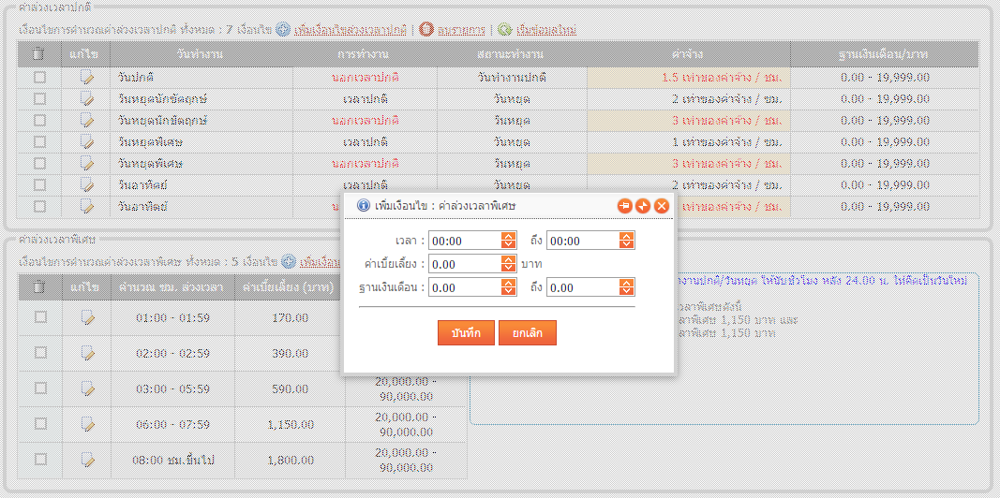 ค่าล่วงเวลาปกติ
เงื่อนไขการคำนวณค่าล่วงเวลาปกติ ทั้งหมด : 7 เงื่อนไข เพิ่มเงื่อนไขล่วงเวลาปกติ | ลบรายการ | เริ่มข้อมูลใหม่
แก้ไข วันทำงาน การทำงาน สถานะทำงาน ค่าจ้าง ฐานเงินเดือน/บาท
วันปกติ นอกเวลาปกติ วันทำงานปกติ 1.5 เท่าของค่าจ้าง / ชม. 0.00 - 19,999.00
วันหยุดนักขัตฤกษ์ เวลาปกติ วันหยุด 2 เท่าของค่าจ้าง / ชม. 0.00 - 19,999.00
วันหยุดนักขัตฤกษ์ นอกเวลาปกติ วันหยุด 3 เท่าของค่าจ้าง / ชม. 0.00 - 19,999.00
วันหยุดพิเศษ เวลาปกติ วันหยุด 1 เท่าของค่าจ้าง / ชม. 0.00 - 19,999.00
วันหยุดพิเศษ นอกเวลาปกติ วันหยุด 3 เท่าของค่าจ้าง / ชม. 0.00 - 19,999.00
วันอาทิตย์ เวลาปกติ วันหยุด 2 เท่าของค่าจ้าง / ชม. 0.00 - 19,999.00
วันอาทิตย์ เท่าของค่าจ้าง / ชม. 0.00 - 19,999.00
เพิ่มเงื่อนไข : ค่าล่วงเวลาพิเศษ
เวลา : 00:00 ถึง 00:00
ค่าเบี้ยเลี้ยง : 0.00 บาท
ฐานเงินเดือน : 0.00 ถึง 0.00
บันทึก ยกเลิก
ค่าล่วงเวลาพิเศษ
เงื่อนไขการคำนวณค่าล่วงเวลาพิเศษ ทั้งหมด : 5 เงื่อนไข เพิ่มเงื่อน
แก้ไข คำนวณ ชม. ล่วงเวลา ค่าเบี้ยเลี้ยง (บาท)
01:00 - 01:59 170.00
02:00 - 02:59 390.00
03:00 - 05:59 590.00 20,000.00 -
90,000.00
06:00 - 07:59 1,150.00 20,000.00 -
90,000.00
08:00 ชม.ขึ้นไป 1,800.00 20,000.00 -
90,000.00
งานปกติ/วันหยุด ให้นับชั่วโมง หลัง 24.00 น. ไม่คิดเป็นวันใหม่
วลาพิเศษดังนี้
ลาพิเศษ 1,150 บาท และ
ลาพิเศษ 1,150 บาท